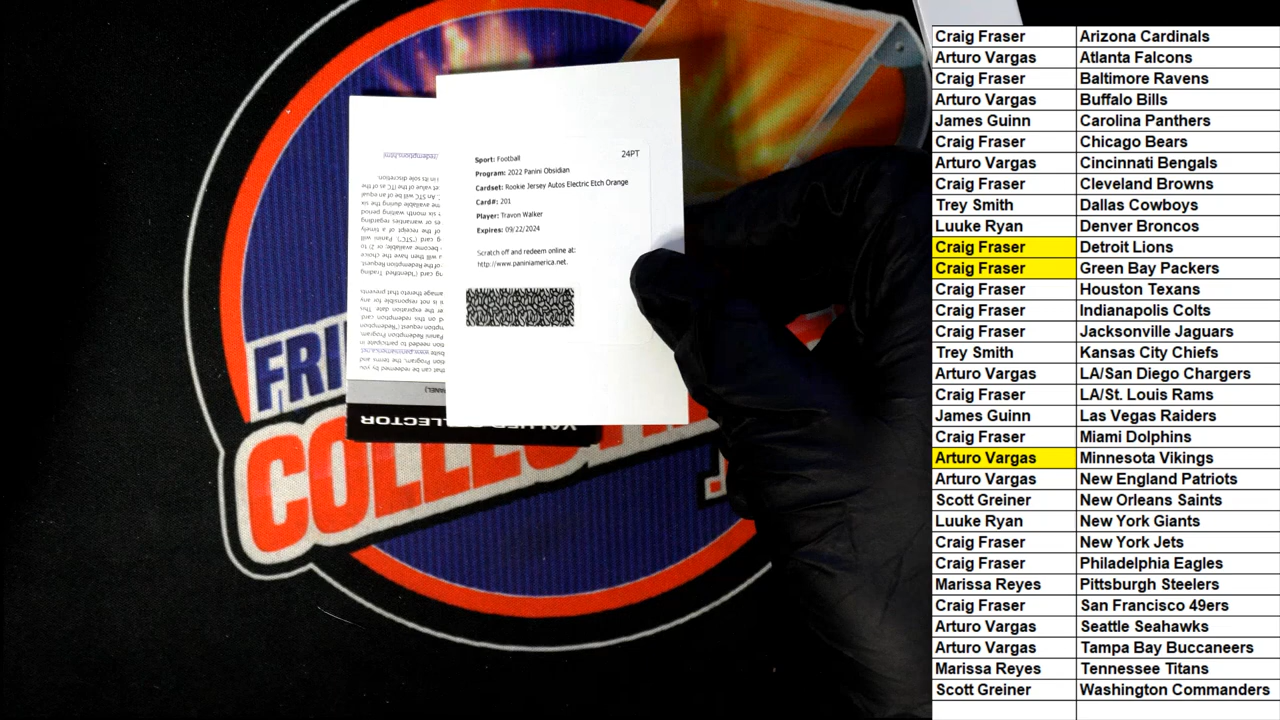 24PT
Sport: Football
Program: 2022 Panini Obsidian
Cardset: Rookie Jersey Autos Electric Etch Orange
Card#: 201
Player: Travon Walker
Expires: 09/22/2024
Scratch off and redeem online at:
http://www.paniniamerica.net.
FRI
COLLECT
Craig Fraser Arizona Cardinals
Arturo Vargas Atlanta Falcons
Craig Fraser Baltimore Ravens
Arturo Vargas Buffalo Bills
James Guinn Carolina Panthers
Craig Fraser Chicago Bears
Arturo Vargas Cincinnati Bengals
Craig Fraser Cleveland Browns
Trey Smith Dallas Cowboys
Luuke Ryan Denver Broncos
Craig Fraser Detroit Lions
Craig Fraser Green Bay Packers
Craig Fraser Houston Texans
Craig Fraser Indianapolis Colts
Craig Fraser Jacksonville Jaguars
Trey Smith Kansas City Chiefs
Arturo Vargas LA/San Diego Chargers
Craig Fraser LA/St. Louis Rams
James Guinn Las Vegas Raiders
Craig Fraser Miami Dolphins
Arturo Vargas Minnesota Vikings
Arturo Vargas New England Patriots
Scott Greiner New Orleans Saints
Luuke Ryan New York Giants
Craig Fraser New York Jets
Craig Fraser Philadelphia Eagles
Marissa Reyes Pittsburgh Steelers
Craig Fraser San Francisco 49ers
Arturo Vargas Seattle Seahawks
Arturo Vargas Tampa Bay Buccaneers
Marissa Reyes Tennessee Titans
Scott Greiner Washington Commanders